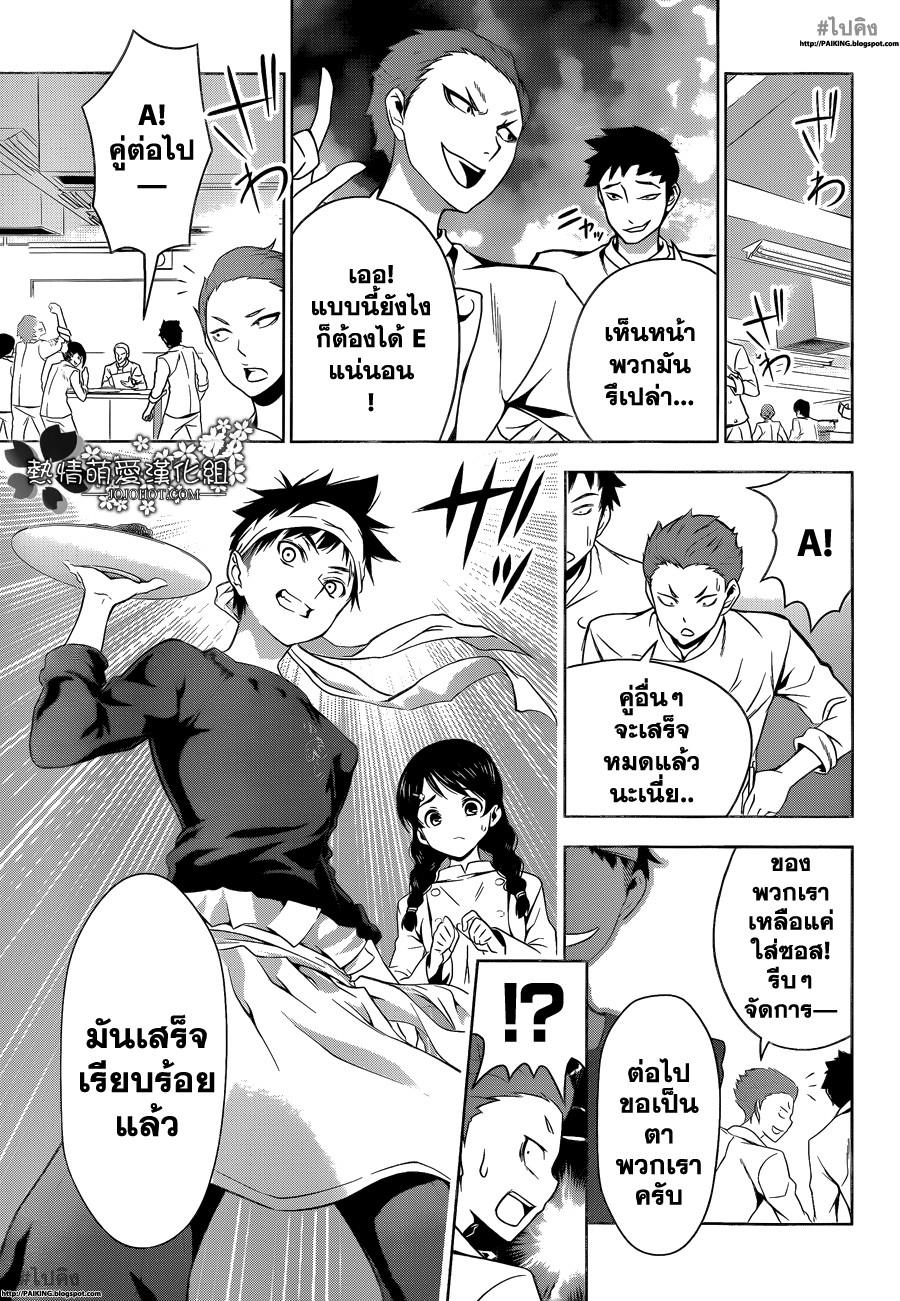 #ไปคิง
http://PAIKING.blogspot.com
ざわ
เห็นหน้า
พวกมัน
รึเปล่า...
เออ!
แบบนี้ยังไง
ก็ต้องได้ E
แน่นอน
!
ニヤッ
ざわ
A!
คู่ต่อไป
—
A!
คู่อื่นๆ
จะเสร็จ
หมดแล้ว
นะเนี่ย..
ของ
พวกเรา
เหลือแค่
ใส่ซอส!
รีบๆ
จัดการ—
ต่อไป
ขอเป็น
ตา
พวกเรา
ครับ
!?
มันเสร็จ
เรียบร้อย
แล้ว
熱情萌愛漢化組
JOJOHOT.COM
#ไปคิง
http://PAIKING.blogspot.com